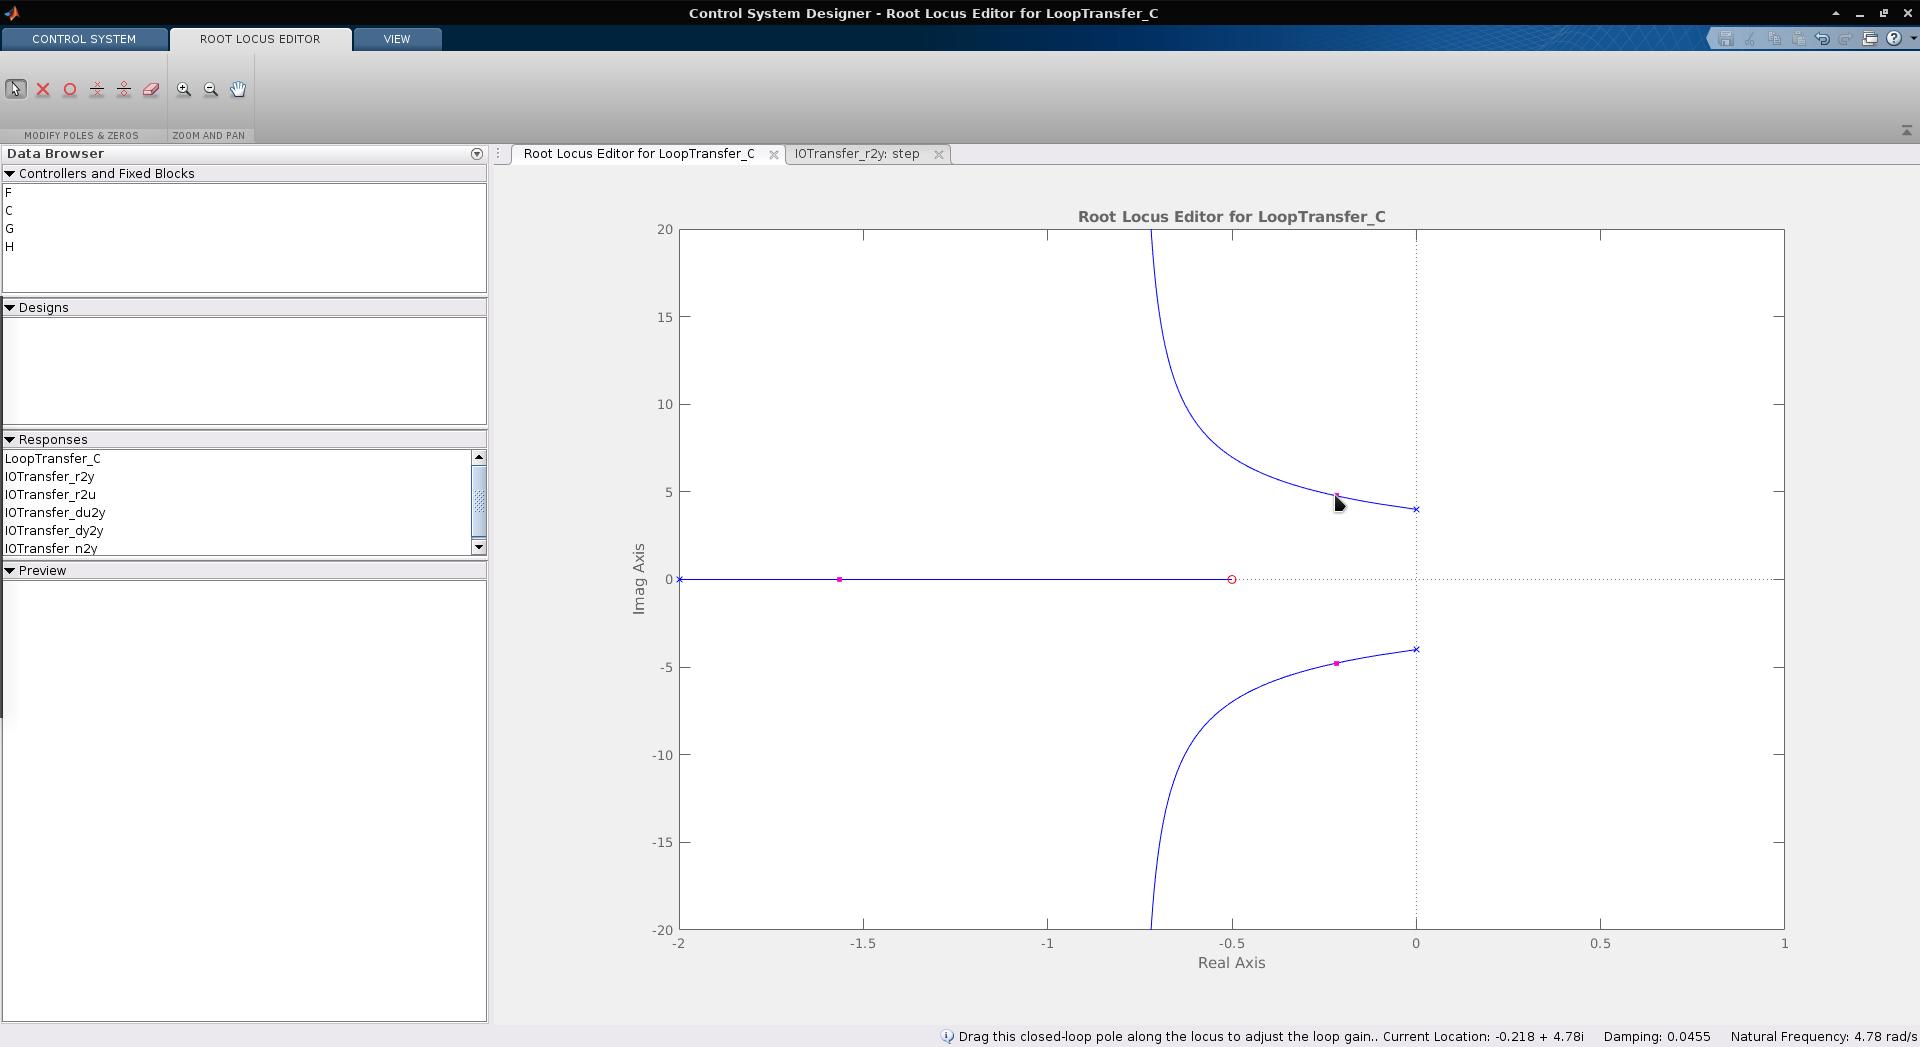 Control System Designer - Root Locus Editor for LoopTransfer_C
CONTROL SYSTEM
ROOT LOCUS EDITOR
VIEW
MODIFY POLES & ZEROS
ZOOM AND PAN
Data Browser
Controllers and Fixed Blocks
F
C
G
H
Designs
Responses
LoopTransfer_C
IOTransfer_r2y
IOTransfer_r2u
IOTransfer_du2y
IOTransfer_dy2y
IOTransfer_n2y
Preview
Root Locus Editor for LoopTransfer_C
IOTransfer_r2y: step
Root Locus Editor for LoopTransfer_C
20
15
10
5
0
-5
-10
-15
-20
Imag Axis
-2 -1.5 -1 -0.5 0 0.5 1
Real Axis
Drag this closed-loop pole along the locus to adjust the loop gain.. Current Location: -0.218 + 4.78i Damping: 0.0455 Natural Frequency: 4.78 rad/s